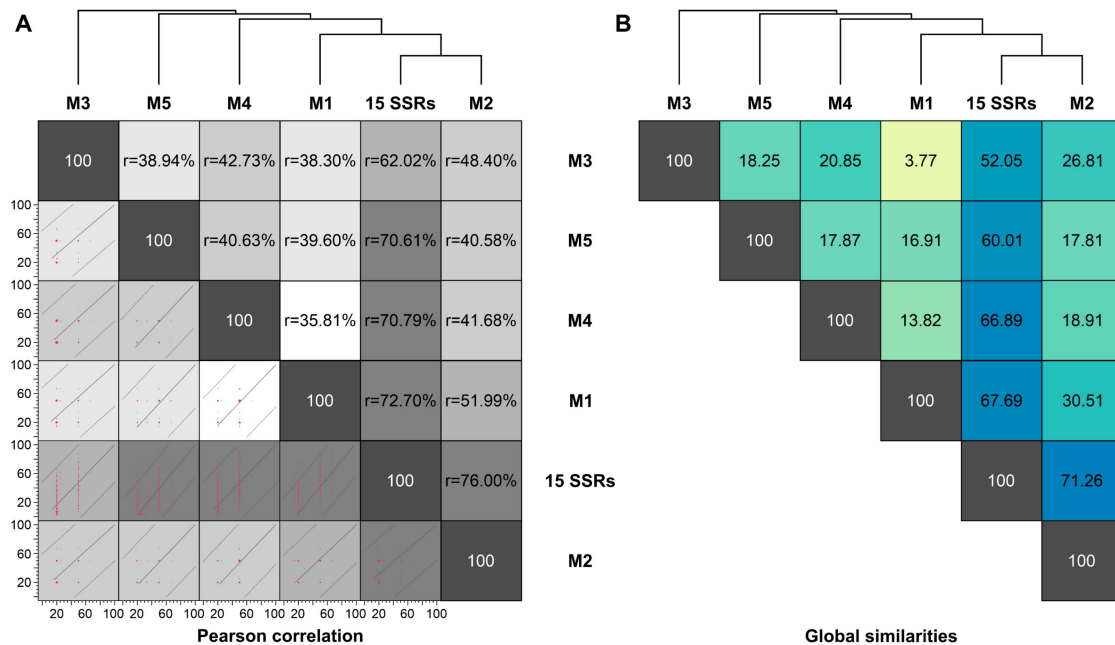 A
B
M3 M5 M4 M1 15 SSRs M2
M3 M5 M4 M1 15 SSRs M2
100 r=38.94% r=42.73% r=38.30% r=62.02% r=48.40%
M3
100 18.25 20.85 3.77 52.05 26.81
100 60 20
100 r=40.63% r=39.60% r=70.61% r=40.58%
M5
100 17.87 16.91 60.01 17.81
100 60 20
100 r=35.81% r=70.79% r=41.68%
M4
100 13.82 66.89 18.91
100 60 20
100 r=72.70% r=51.99%
M1
100 67.69 30.51
100 60 20
100 r=76.00%
15 SSRs
100 71.26
100 60 20
100
M2
100
20 60 100 20 60 100 20 60 100 20 60 100 20 60 100
Pearson correlation
Global similarities